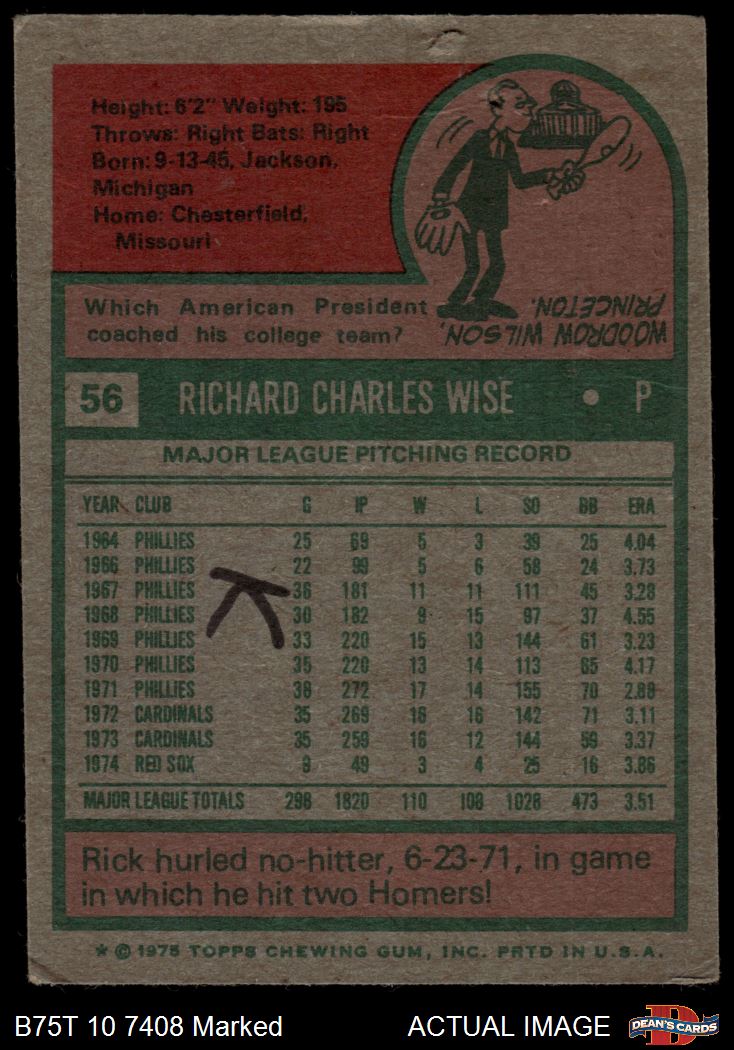 Height: 6'2" Weight: 195
Throws: Right Bats: Right
Born: 9-13-45, Jackson,
Michigan
Home: Chesterfield,
Missouri
Which American President
coached his college team?
WOODROW WILSON,
PRINCETON.
56 RICHARD CHARLES WISE • P
MAJOR LEAGUE PITCHING RECORD
YEAR CLUB G IP W L SO BB ERA
1964 PHILLIES 25 69 5 3 39 25 4.04
1966 PHILLIES 22 99 5 6 58 24 3.73
1967 PHILLIES 36 181 11 11 111 45 3.28
1968 PHILLIES 30 182 9 15 97 37 4.55
1969 PHILLIES 33 220 15 13 144 61 3.23
1970 PHILLIES 35 220 13 14 113 65 4.17
1971 PHILLIES 38 272 17 14 155 70 2.88
1972 CARDINALS 35 269 16 16 142 71 3.11
1973 CARDINALS 35 259 16 12 144 59 3.37
1974 RED SOX 9 49 3 4 25 16 3.86
MAJOR LEAGUE TOTALS 298 1820 110 108 1028 473 3.51
Rick hurled no-hitter, 6-23-71, in game
in which he hit two Homers!
* © 1975 TOPPS CHEWING GUM, INC. PRTD IN U.S.A.
B75T 10 7408 Marked ACTUAL IMAGE DEAN'S CARDS